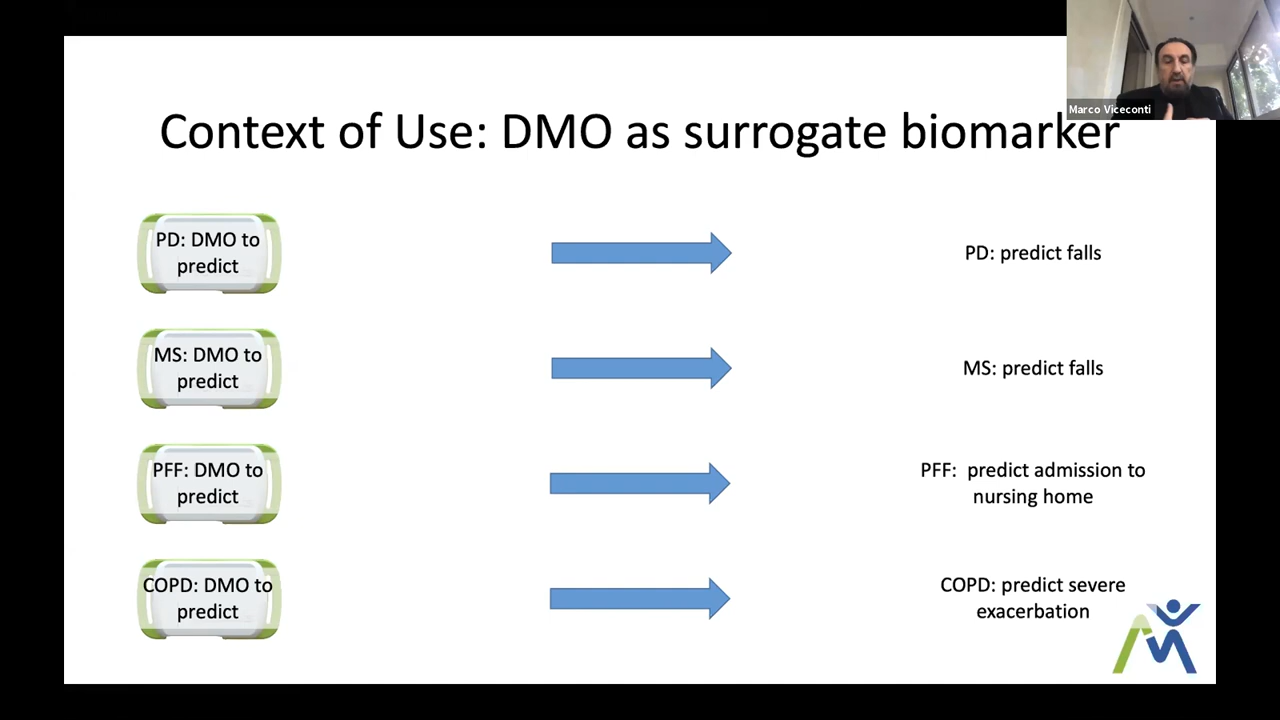 Marco Viceconti
Context of Use: DMO as surrogate biomarker
PD: DMO to
predict
PD: predict falls
MS: DMO to
predict
MS: predict falls
PFF: DMO to
predict
PFF:  predict admission to
nursing home
COPD: DMO to
predict
COPD: predict severe
exacerbation